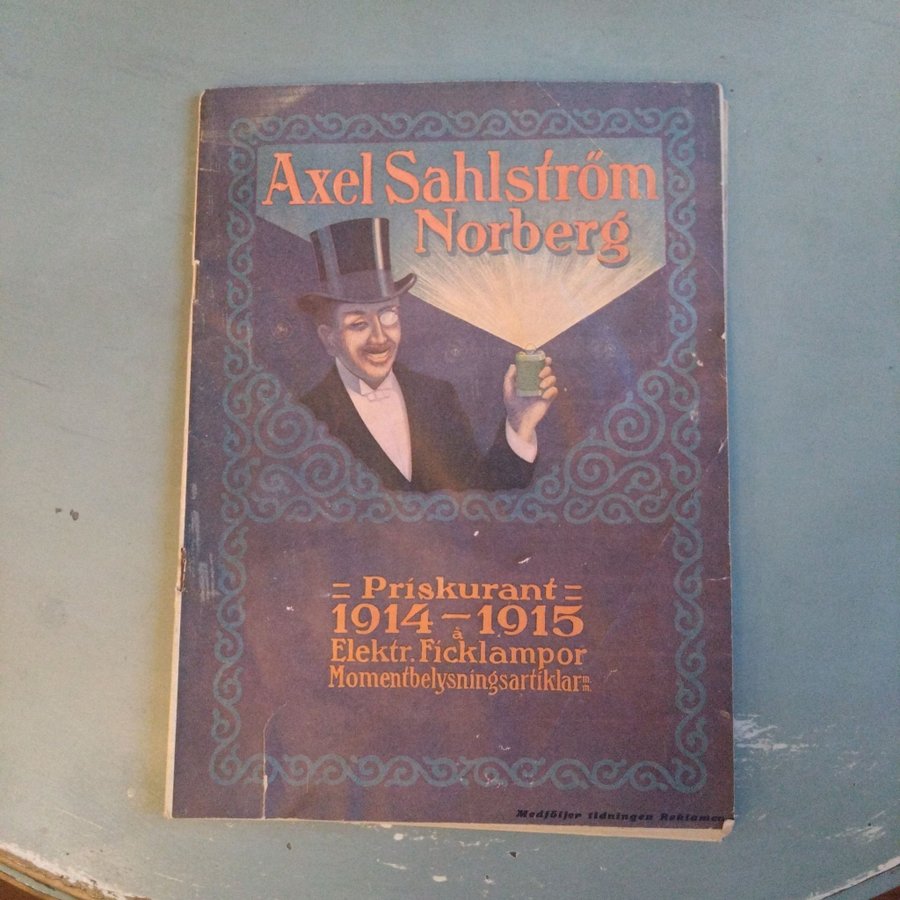 Axel Sahlström
Norberg
= Priskurant =
1914-1915
à
Elektr. Ficklampor
Momentbelysningsartiklar m.m.
Medföljer tidningen Reklamen